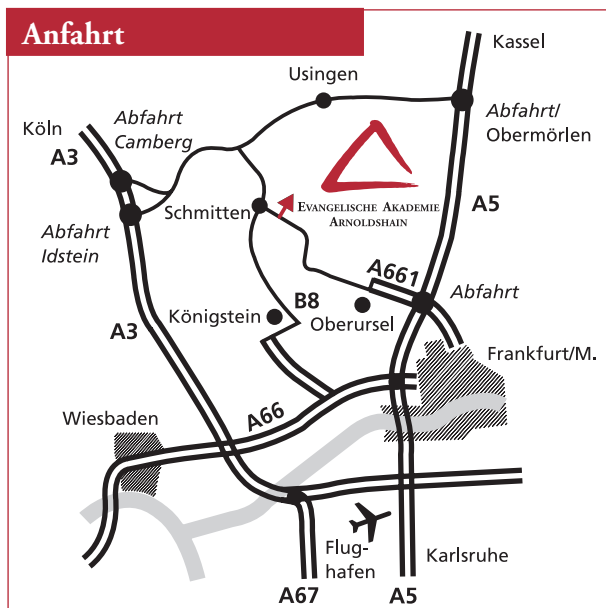 Anfahrt
Kassel
Usingen
Abfahrt
Camberg
Köln
A3
Abfahrt/
Obermörlen
Schmitten
EVANGELISCHE AKADEMIE
ARNOLDSHAIN
A5
Abfahrt
Idstein
A661
Abfahrt
B8
Königstein
Oberursel
A3
Frankfurt/M.
Wiesbaden
A66
Flug-
hafen
Karlsruhe
A67
A5